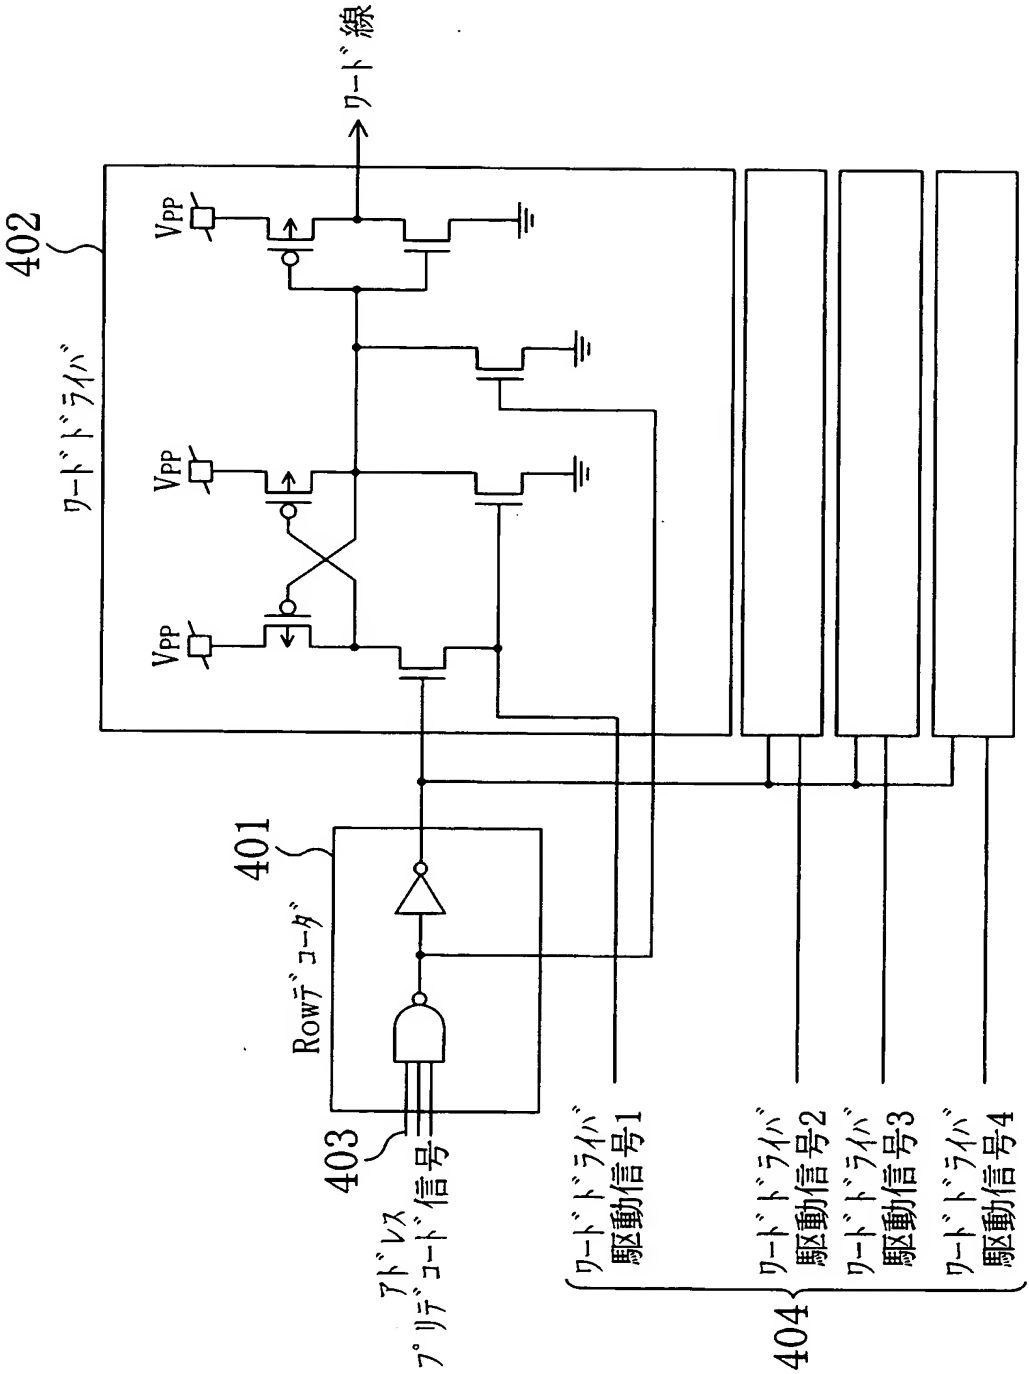 402
ワードドライバ
VPP
VPP
VPP
ワード線
401
Rowデコーダ
403
アドレス
プリデコード信号
ワードドライバ
駆動信号1
ワードドライバ
駆動信号2
ワードドライバ
駆動信号3
ワードドライバ
駆動信号4
404